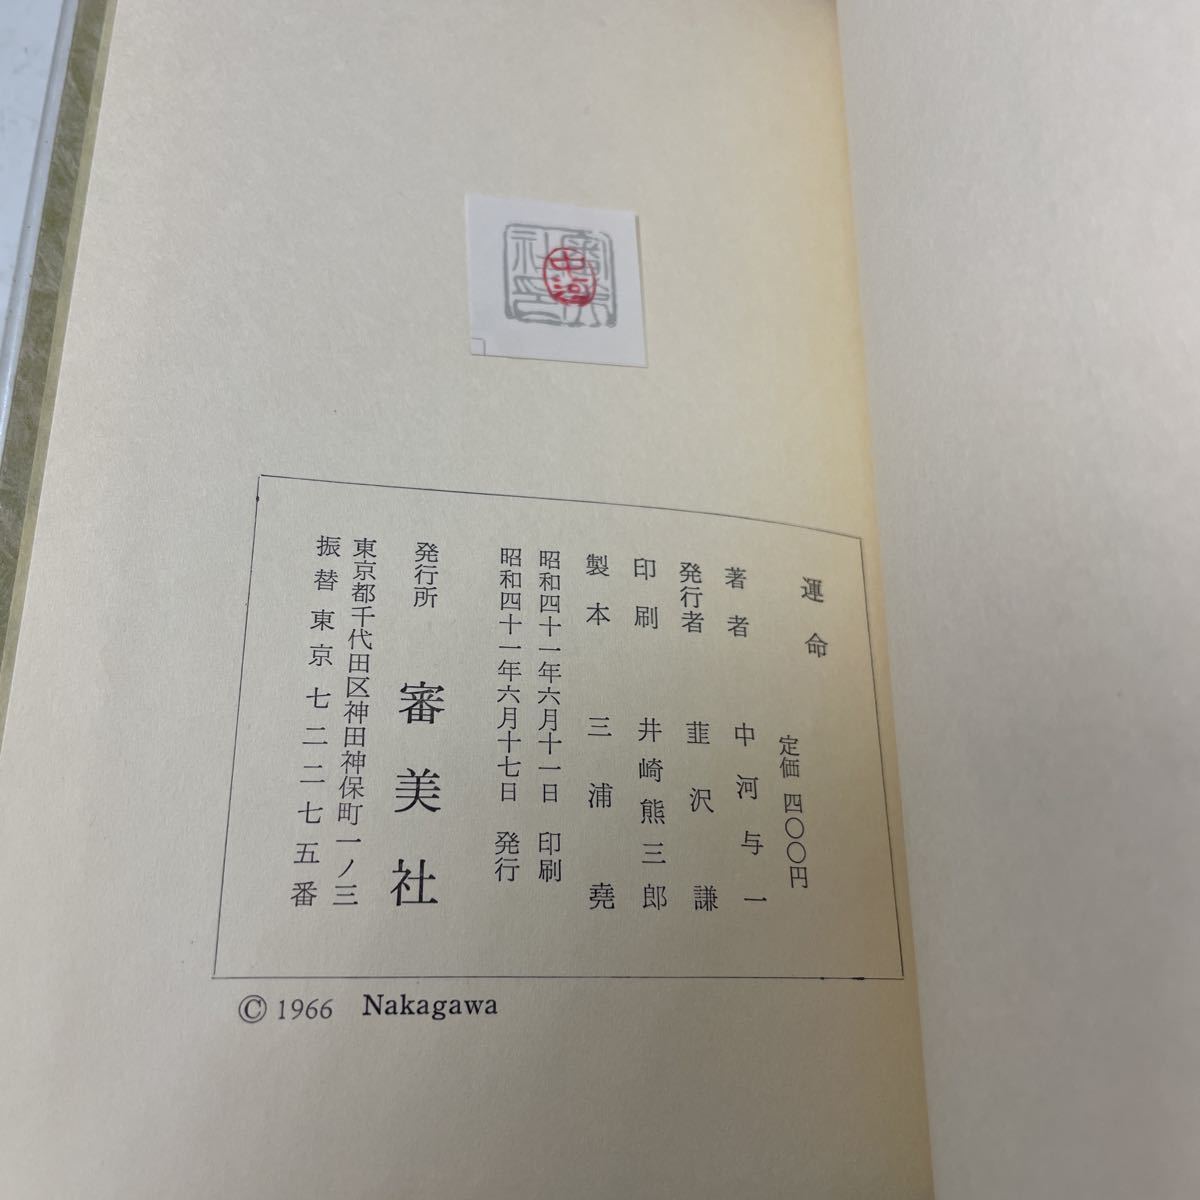 中河
運命
定価 四〇〇円
著者 中河与一
発行者 韮沢謙
印刷 井崎熊三郎
製本 三浦堯
昭和四十一年六月十一日 印刷
昭和四十一年六月十七日 発行
発行所 審美社
東京都千代田区神田神保町一ノ三
振替東京七二二七五番
© 1966 Nakagawa